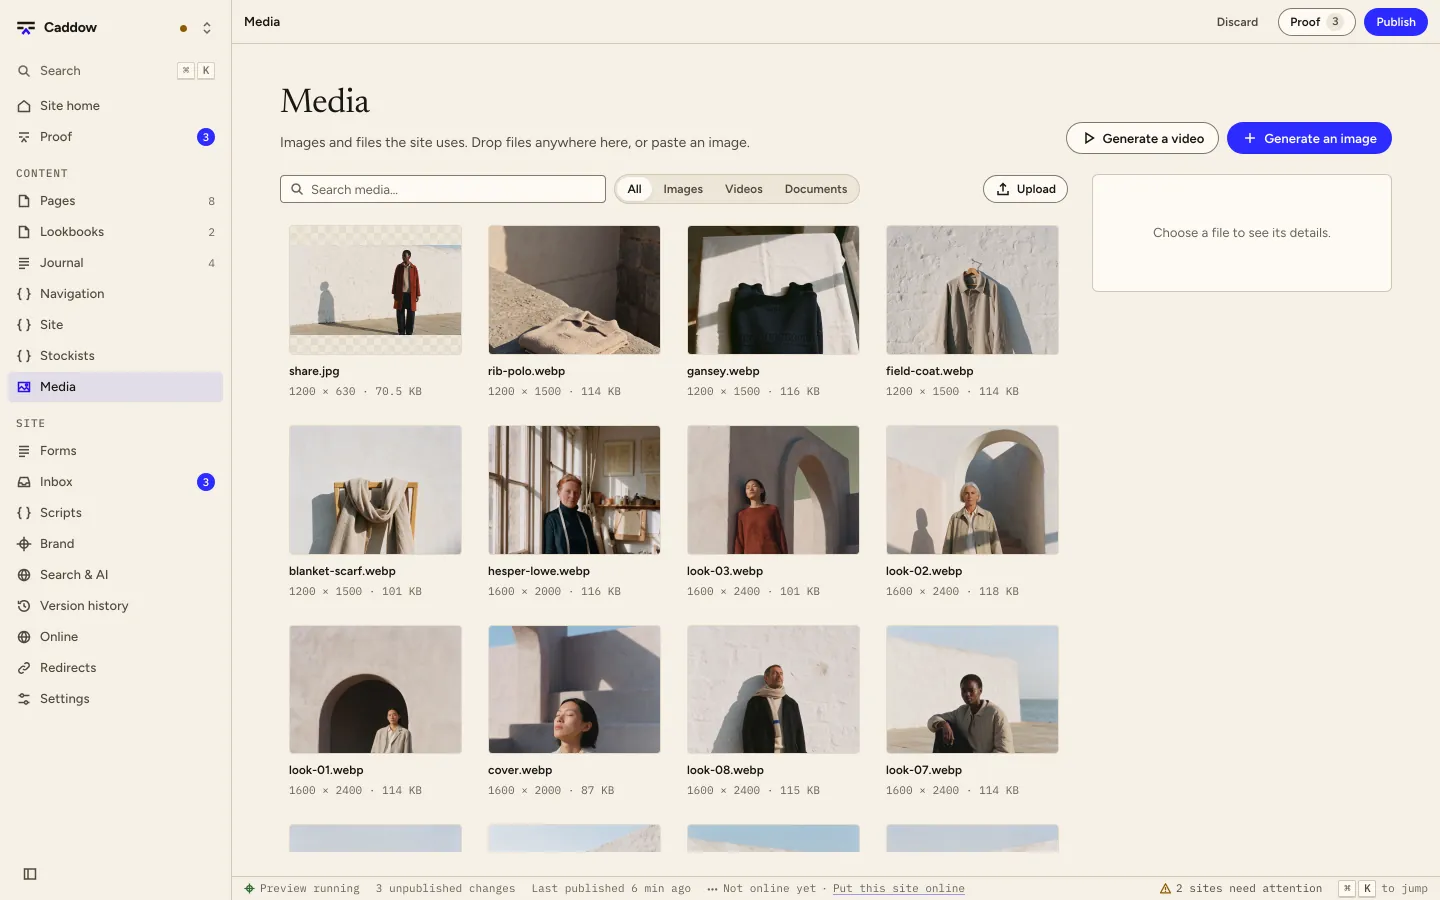 Caddow
Search ⌘ K
Site home
Proof 3
CONTENT
Pages 8
Lookbooks 2
Journal 4
Navigation
Site
Stockists
Media
SITE
Forms
Inbox 3
Scripts
Brand
Search & AI
Version history
Online
Redirects
Settings
Media
Discard Proof 3 Publish
Media
Images and files the site uses. Drop files anywhere here, or paste an image.
Generate a video Generate an image
Search media... All Images Videos Documents Upload
Choose a file to see its details.
share.jpg rib-polo.webp gansey.webp field-coat.webp
1200 × 630 · 70.5 KB 1200 × 1500 · 114 KB 1200 × 1500 · 116 KB 1200 × 1500 · 114 KB
blanket-scarf.webp hesper-lowe.webp look-03.webp look-02.webp
1200 × 1500 · 101 KB 1600 × 2000 · 116 KB 1600 × 2400 · 101 KB 1600 × 2400 · 118 KB
look-01.webp cover.webp look-08.webp look-07.webp
1600 × 2400 · 114 KB 1600 × 2000 · 87 KB 1600 × 2400 · 115 KB 1600 × 2400 · 114 KB
Preview running 3 unpublished changes Last published 6 min ago Not online yet · Put this site online 2 sites need attention ⌘ K to jump